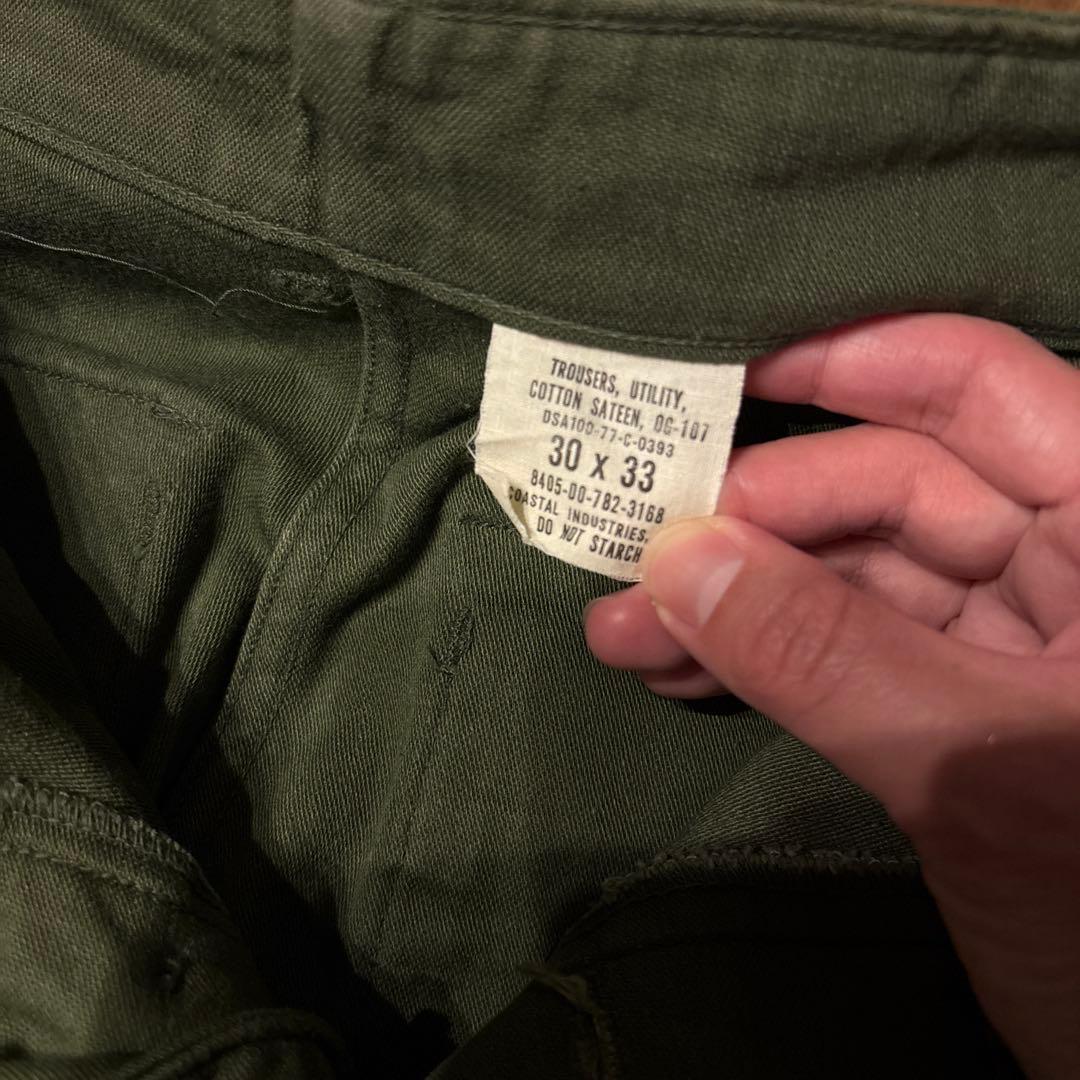 TROUSERS, UTILITY,
COTTON SATEEN, OG-107
DSA100-77-C-0393
30 X 33
8405-00-782-3168
COASTAL INDUSTRIES,
DO NOT STARCH